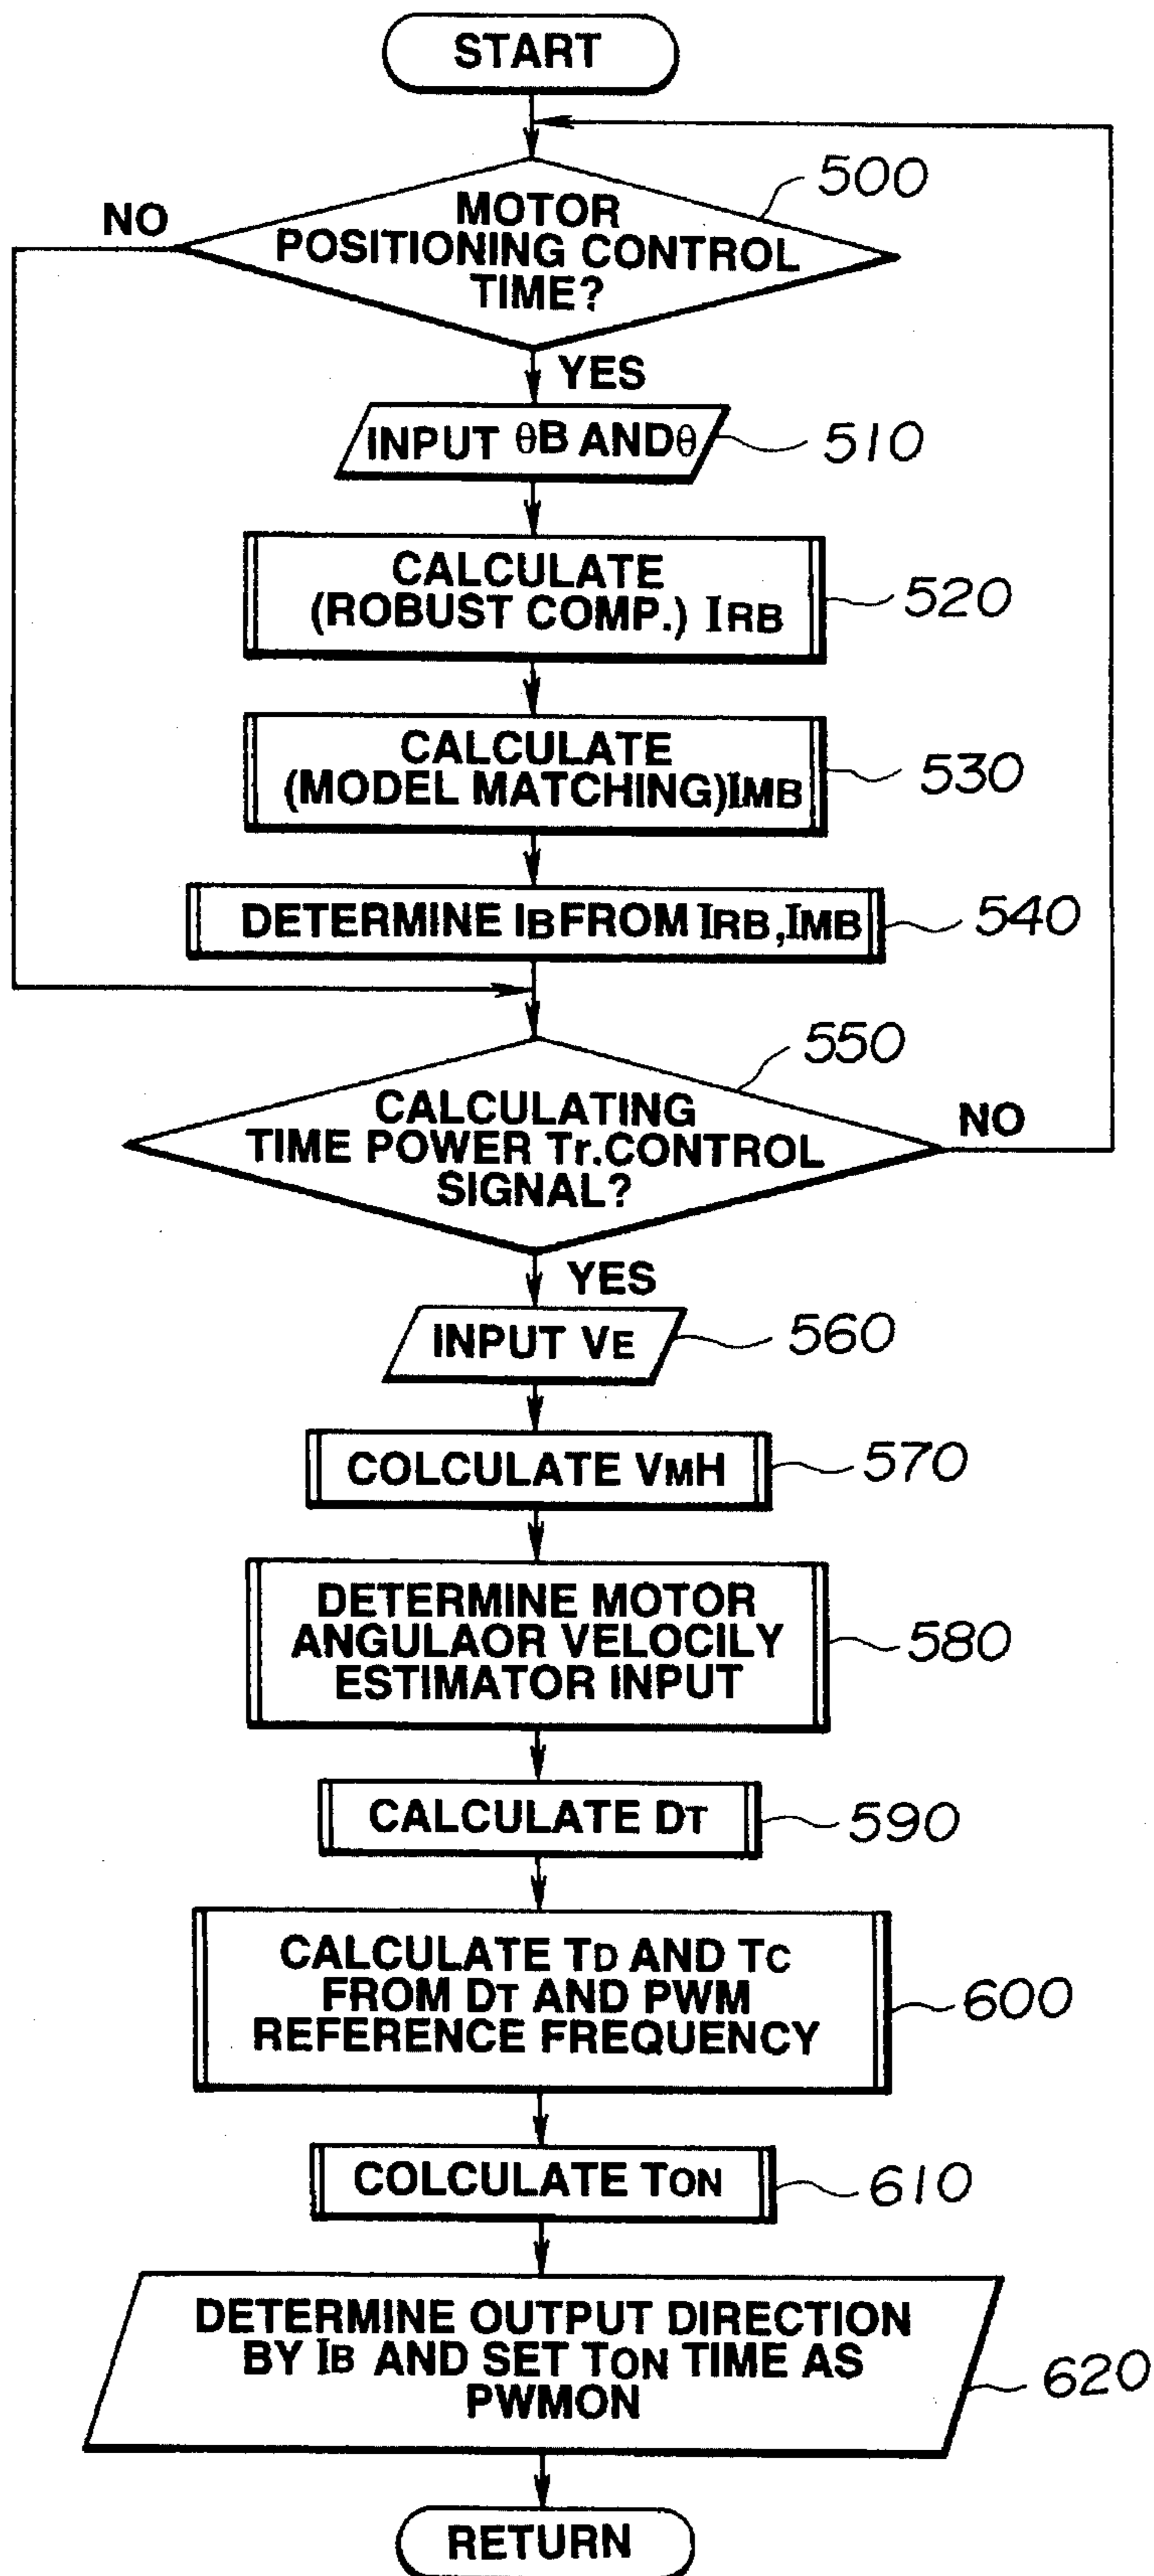 START
500
NO
MOTOR
POSITIONING CONTROL
TIME?
YES
INPUT θB ANDθ
510
CALCULATE
(ROBUST COMP.) IRB
520
CALCULATE
(MODEL MATCHING)IMB
530
DETERMINE IB FROM IRB,IMB
540
550
CALCULATING
TIME POWER Tr.CONTROL
SIGNAL?
NO
YES
INPUT VE
560
COLCULATE VMH
570
DETERMINE MOTOR
ANGULAOR VELOCILY
ESTIMATOR INPUT
580
CALCULATE DT
590
CALCULATE TD AND TC
FROM DT AND PWM
REFERENCE FREQUENCY
600
COLCULATE TON
610
DETERMINE OUTPUT DIRECTION
BY IB AND SET TON TIME AS
PWMON
620
RETURN